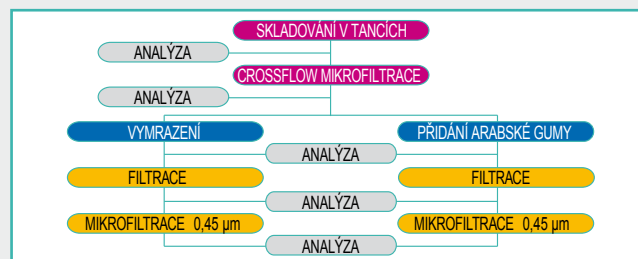 SKLADOVÁNÍ V TANCÍCH
ANALÝZA
CROSSFLOW MIKROFILTRACE
ANALÝZA
VYMRAZENÍ
PŘIDÁNÍ ARABSKÉ GUMY
ANALÝZA
FILTRACE
FILTRACE
ANALÝZA
MIKROFILTRACE 0,45 µm
MIKROFILTRACE 0,45 µm
ANALÝZA